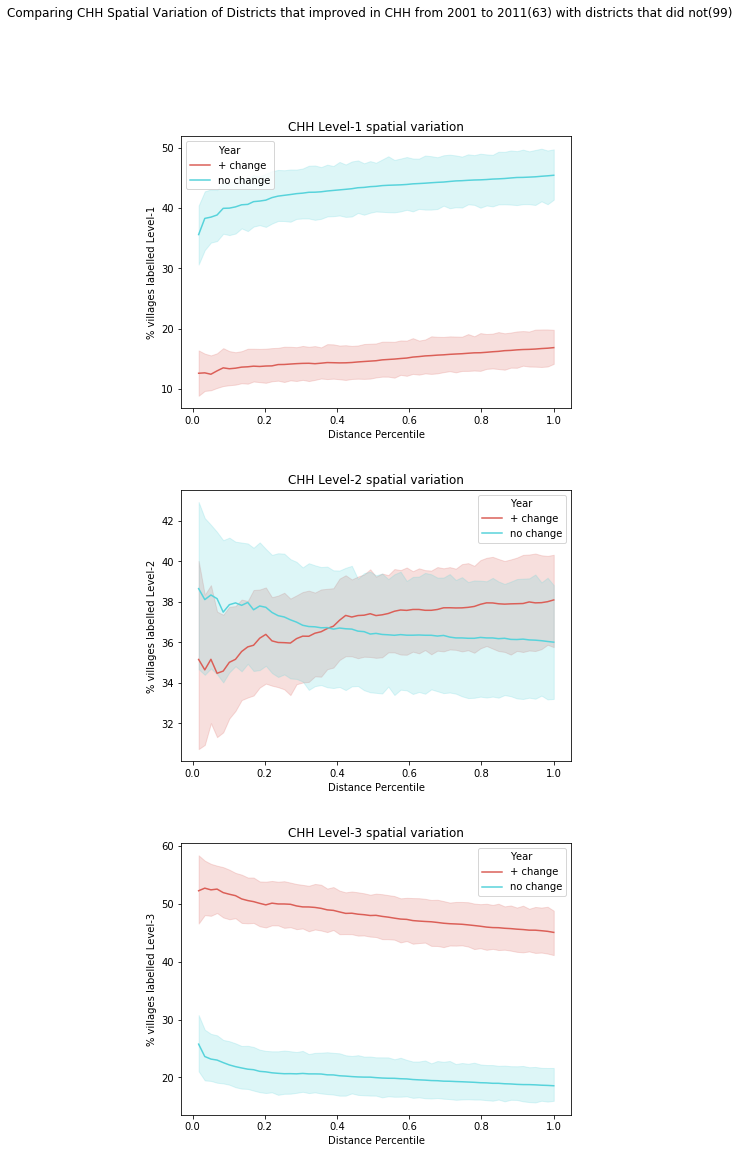 Comparing CHH Spatial Variation of Districts that improved in CHH from 2001 to 2011(63) with districts that did not(99)
CHH Level-1 spatial variation
Year
+ change
no change
50
40
30
20
10
% villages labelled Level-1
0.0 0.2 0.4 0.6 0.8 1.0
Distance Percentile
CHH Level-2 spatial variation
Year
+ change
no change
42
40
38
36
34
32
% villages labelled Level-2
0.0 0.2 0.4 0.6 0.8 1.0
Distance Percentile
CHH Level-3 spatial variation
Year
+ change
no change
60
50
40
30
20
% villages labelled Level-3
0.0 0.2 0.4 0.6 0.8 1.0
Distance Percentile